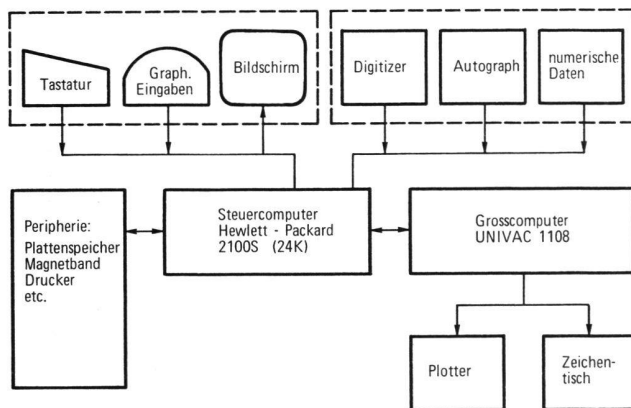 Tastatur
Graph.
Eingaben
Bildschirm
Digitizer
Autograph
numerische
Daten
Peripherie:
Plattenspeicher
Magnetband
Drucker
etc.
Steuercomputer
Hewlett - Packard
2100S (24K)
Grosscomputer
UNIVAC 1108
Plotter
Zeichen-
tisch